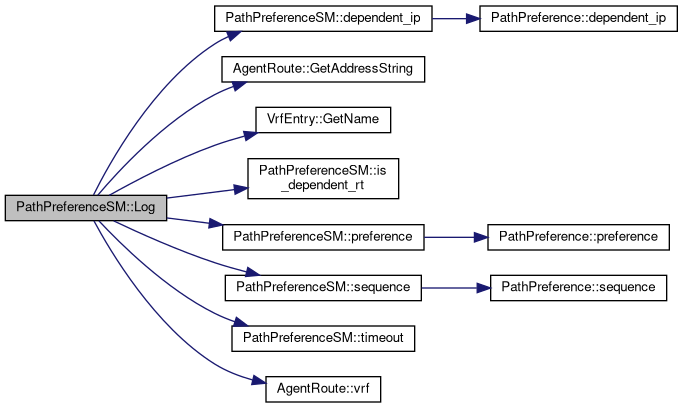 PathPreferenceSM::Log
PathPreferenceSM::dependent_ip
PathPreference::dependent_ip
AgentRoute::GetAddressString
VrfEntry::GetName
PathPreferenceSM::is
_dependent_rt
PathPreferenceSM::preference
PathPreference::preference
PathPreferenceSM::sequence
PathPreference::sequence
PathPreferenceSM::timeout
AgentRoute::vrf